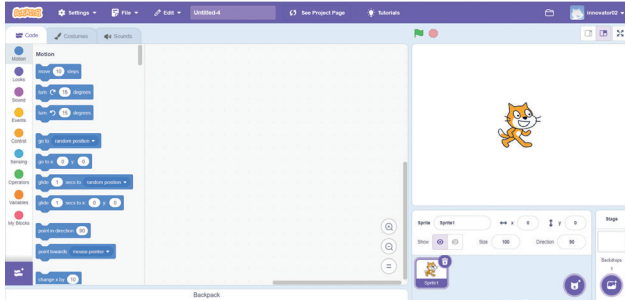 SCRATCH Settings File Edit Untitled-4 See Project Page Tutorials innovator02
Code Costumes Sounds
Motion
Looks
Sound
Events
Control
Sensing
Operators
Variables
My Blocks
Motion
move 10 steps
turn 15 degrees
turn 15 degrees
go to random position
go to x 0 y 0
glide 1 secs to random position
glide 1 secs to x 0 y 0
point in direction 90
point towards mouse-pointer
change x by 10
Backpack
Sprite Sprite1 x 0 y 0
Show Size 100 Direction 90
Sprite1
Stage
Backdrops
1